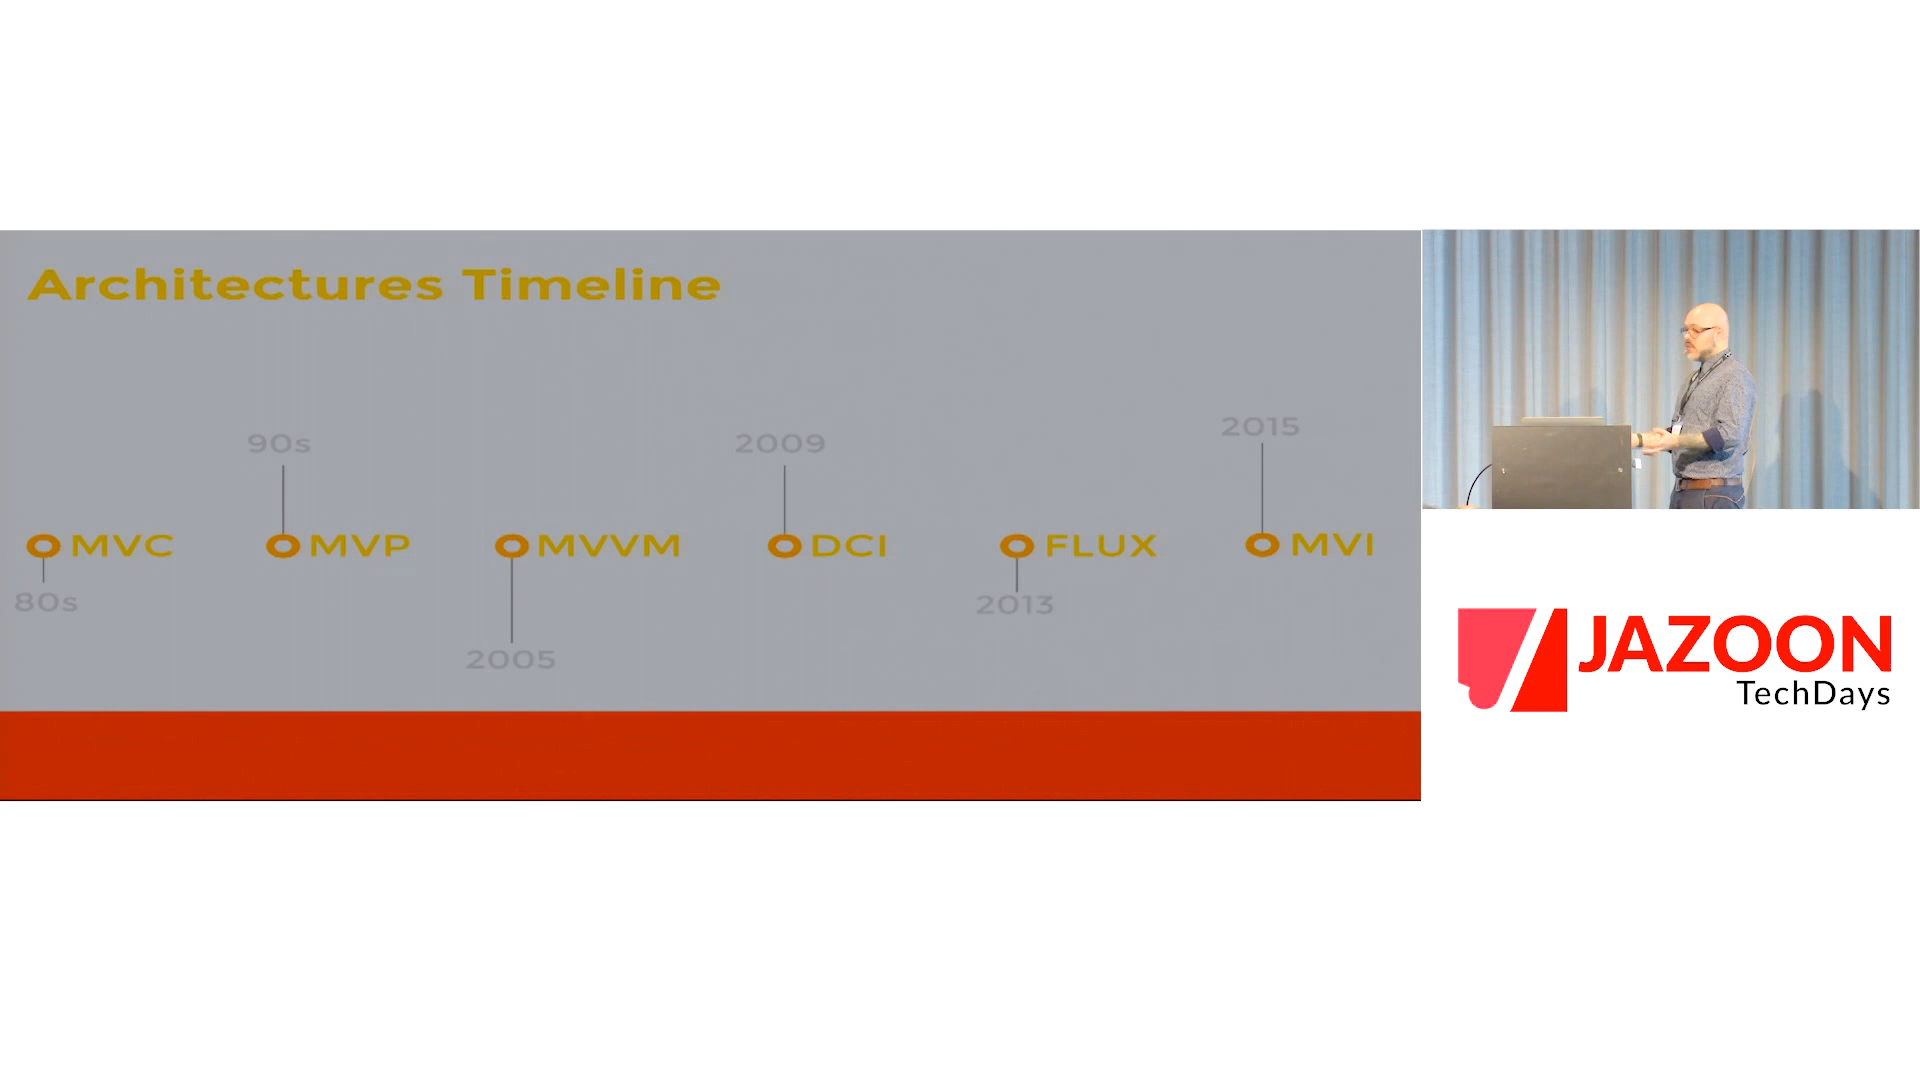 Architectures Timeline
90s
2009
2015
MVC
MVP
MVVM
DCI
FLUX
MVI
80s
2013
2005
JAZOON
TechDays